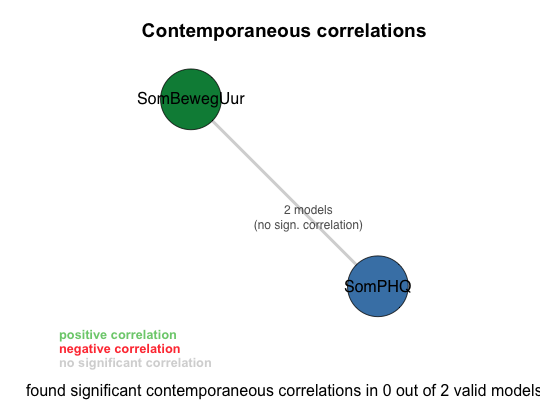 Contemporaneous correlations
SomBewegUur
2 models
(no sign. correlation)
SomPHQ
positive correlation
negative correlation
no significant correlation
found significant contemporaneous correlations in 0 out of 2 valid models